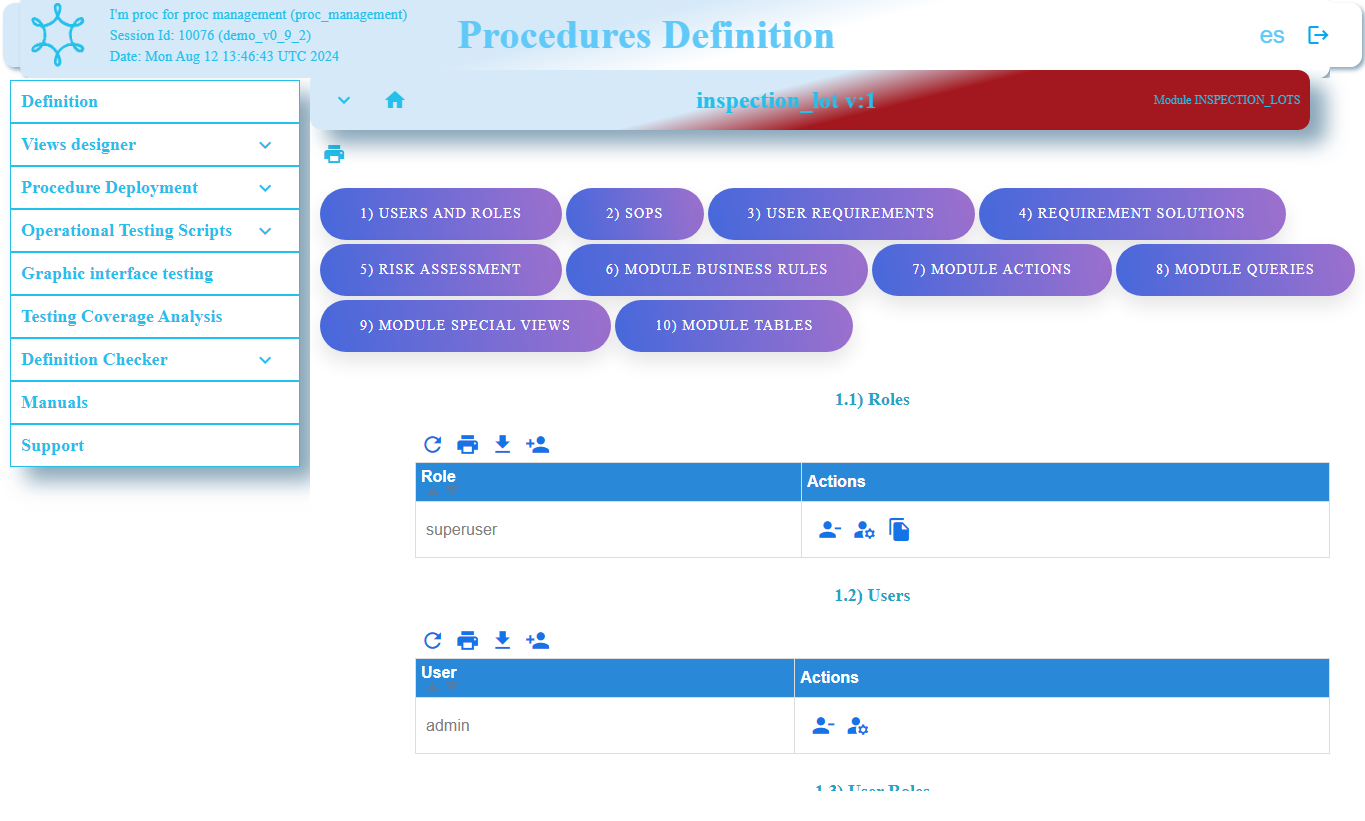 I'm proc for proc management (proc_management)
Session Id: 10076 (demo_v0_9_2)
Date: Mon Aug 12 13:46:43 UTC 2024
Procedures Definition
es
Definition
Views designer
Procedure Deployment
Operational Testing Scripts
Graphic interface testing
Testing Coverage Analysis
Definition Checker
Manuals
Support
inspection_lot v:1
Module INSPECTION_LOTS
1) USERS AND ROLES 2) SOPS 3) USER REQUIREMENTS 4) REQUIREMENT SOLUTIONS
5) RISK ASSESSMENT 6) MODULE BUSINESS RULES 7) MODULE ACTIONS 8) MODULE QUERIES
9) MODULE SPECIAL VIEWS 10) MODULE TABLES
1.1) Roles
Role Actions
superuser
1.2) Users
User Actions
admin
1.3) User Roles